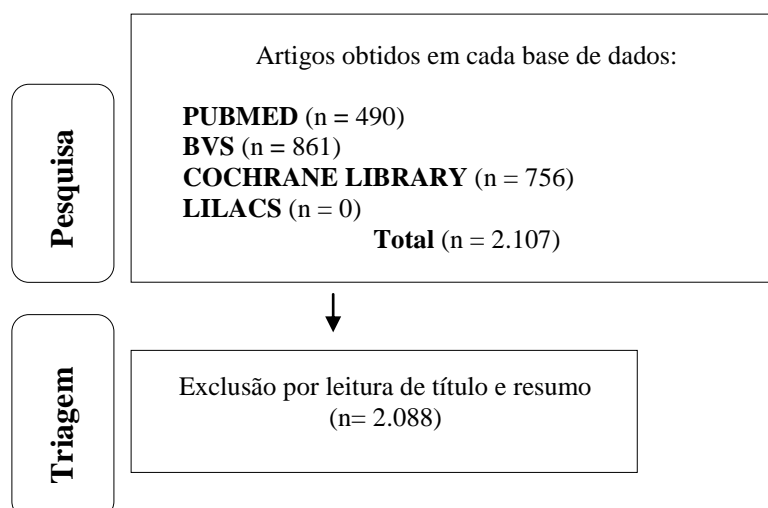 Pesquisa
Artigos obtidos em cada base de dados:
PUBMED (n = 490)
BVS (n = 861)
COCHRANE LIBRARY (n = 756)
LILACS (n = 0)
Total (n = 2.107)
Triagem
Exclusão por leitura de título e resumo
(n= 2.088)